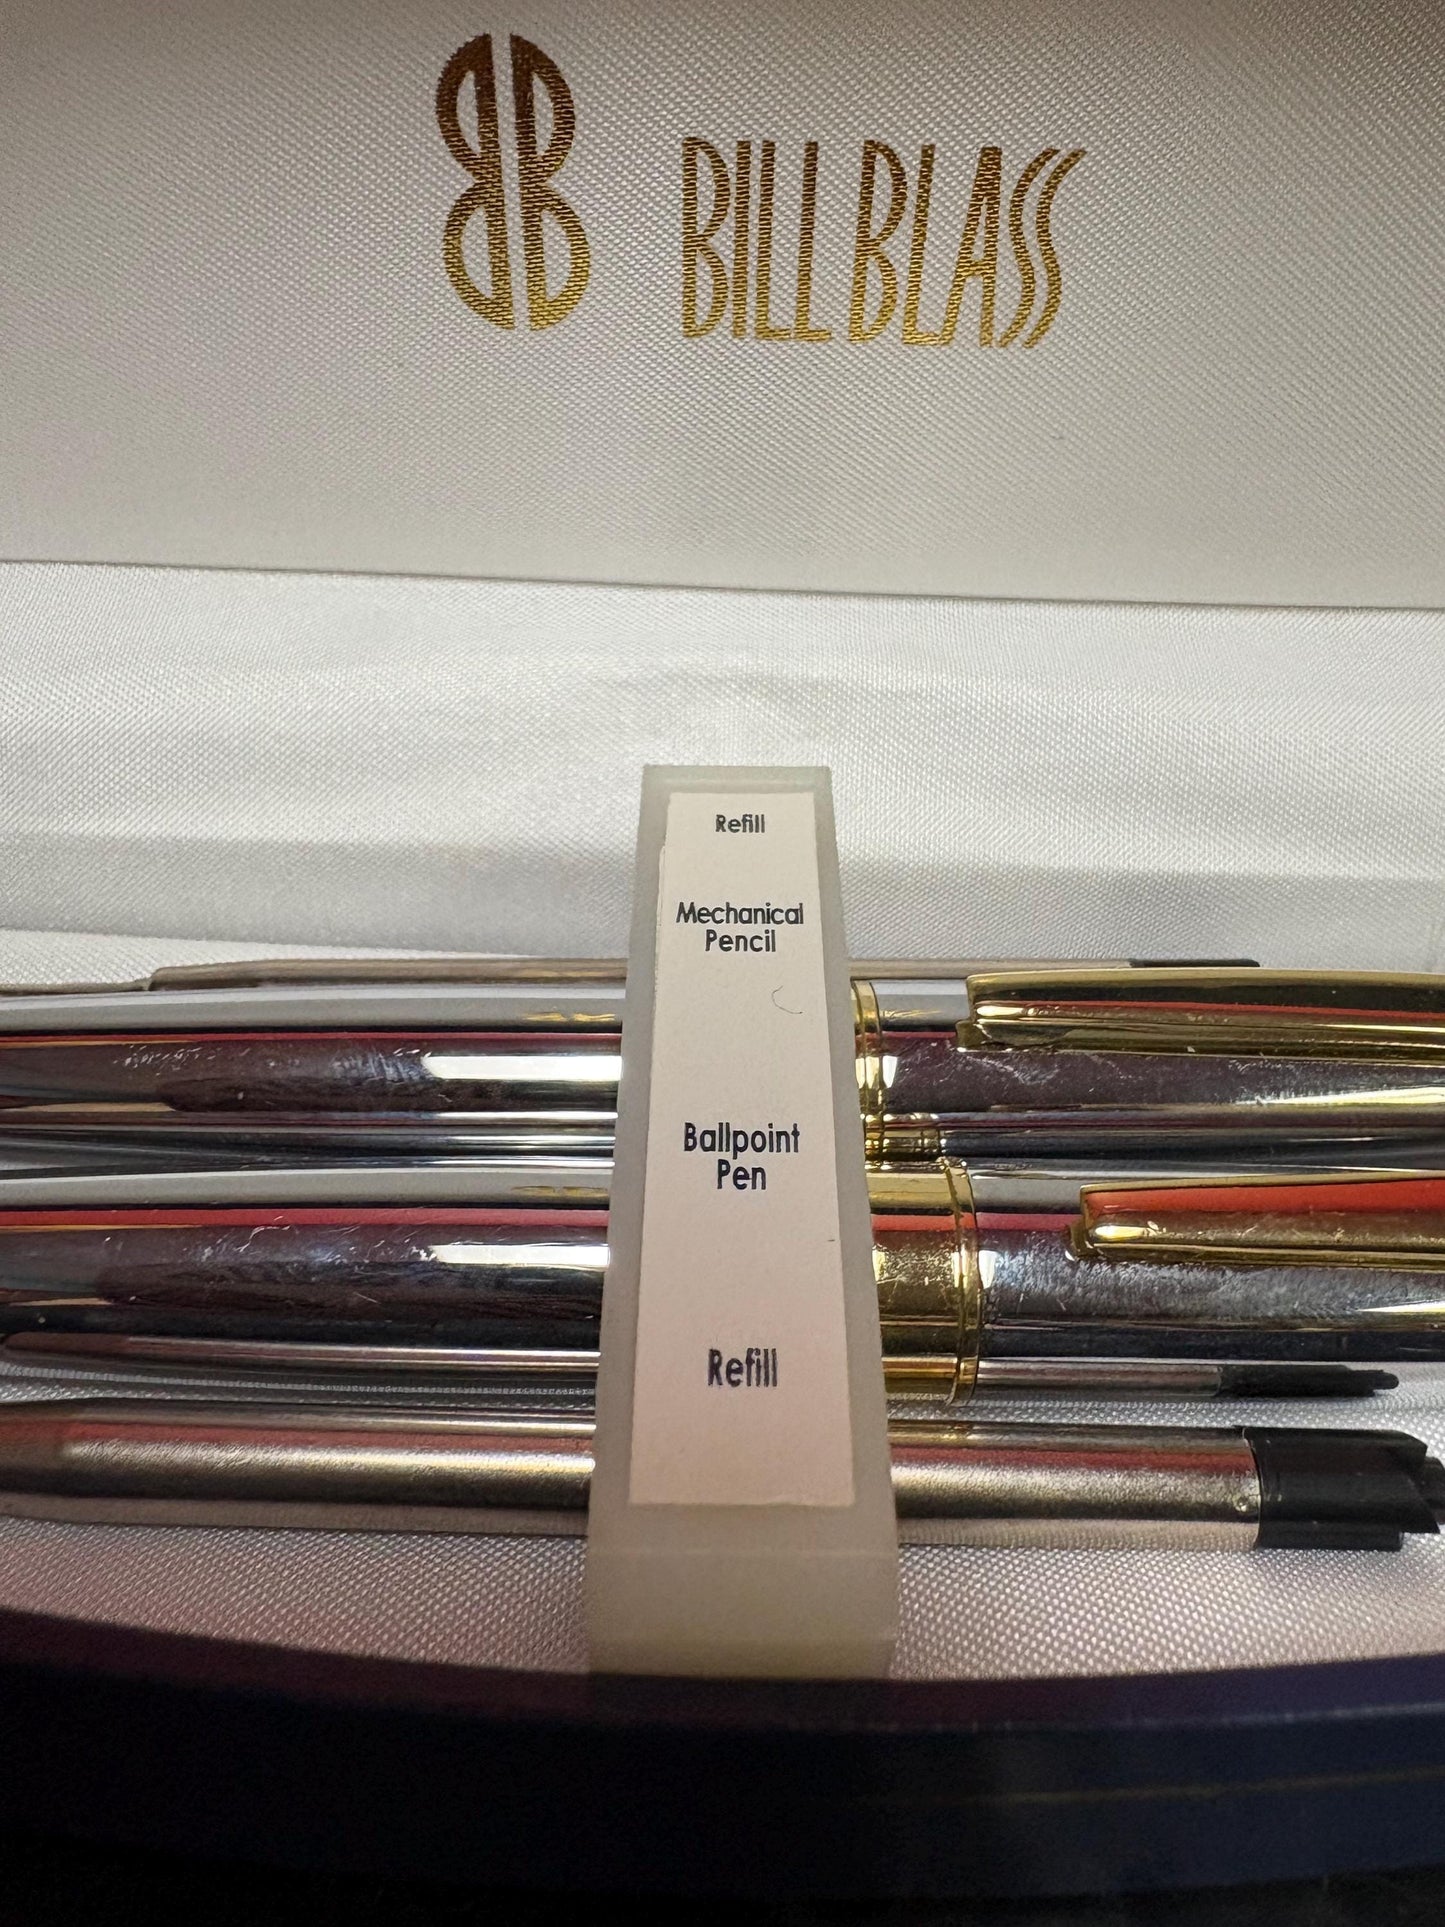 BB BILL BLASS
Refill
Mechanical
Pencil
Ballpoint
Pen
Refill